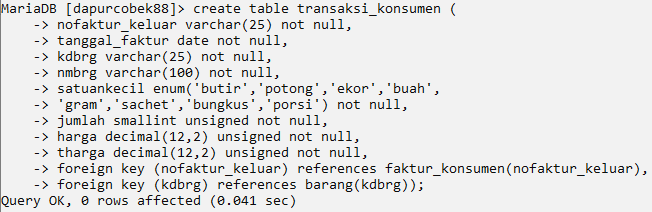 MariaDB [dapurcobek88]> create table transaksi_konsumen (
    -> nofaktur_keluar varchar(25) not null,
    -> tanggal_faktur date not null,
    -> kdbrg varchar(25) not null,
    -> nmbrg varchar(100) not null,
    -> satuankecil enum('butir','potong','ekor','buah',
    -> 'gram','sachet','bungkus','porsi') not null,
    -> jumlah smallint unsigned not null,
    -> harga decimal(12,2) unsigned not null,
    -> tharga decimal(12,2) unsigned not null,
    -> foreign key (nofaktur_keluar) references faktur_konsumen(nofaktur_keluar),
    -> foreign key (kdbrg) references barang(kdbrg));
Query OK, 0 rows affected (0.041 sec)